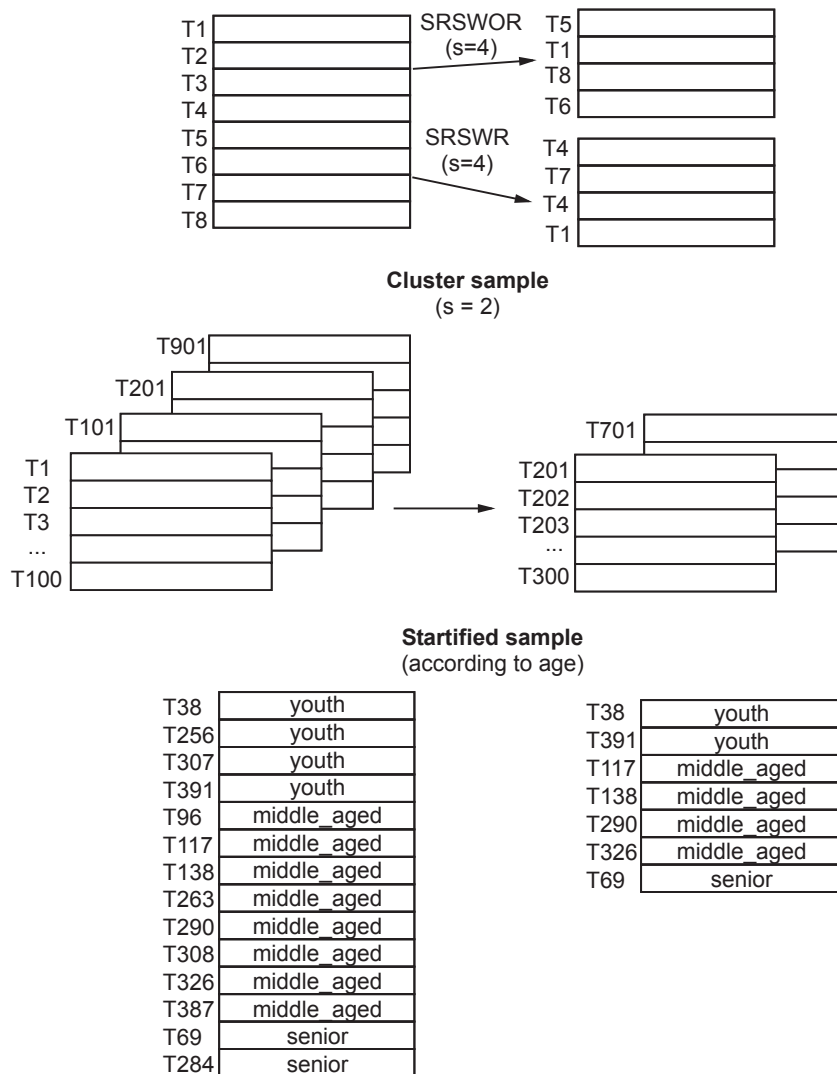 T1
T2
T3
T4
T5
T6
T7
T8
SRSWOR
(s=4)
SRSWR
(s=4)
T5
T1
T8
T6
T4
T7
T4
T1
Cluster sample
(s = 2)
T901
T201
T101
T1
T2
T3
...
T100
T701
T201
T202
T203
...
T300
Startified sample
(according to age)
T38 youth
T256 youth
T307 youth
T391 youth
T96 middle_aged
T117 middle_aged
T138 middle_aged
T263 middle_aged
T290 middle_aged
T308 middle_aged
T326 middle_aged
T387 middle_aged
T69 senior
T284 senior
T38 youth
T391 youth
T117 middle_aged
T138 middle_aged
T290 middle_aged
T326 middle_aged
T69 senior